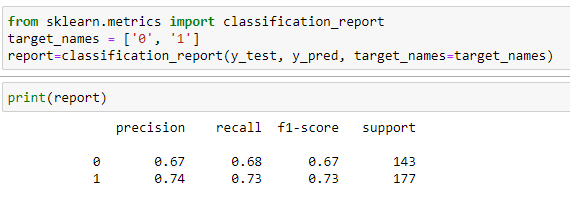 from sklearn.metrics import classification_report
target_names = ['0', '1']
report=classification_report(y_test, y_pred, target_names=target_names)
print(report)
precision recall f1-score support
0 0.67 0.68 0.67 143
1 0.74 0.73 0.73 177